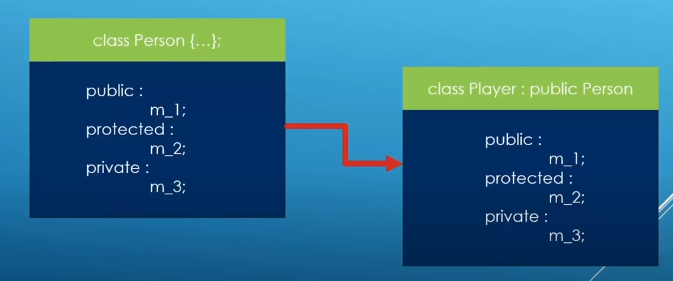 class Person {...};
public :
m_1;
protected :
m_2;
private :
m_3;
class Player : public Person
public :
m_1;
protected :
m_2;
private :
m_3;